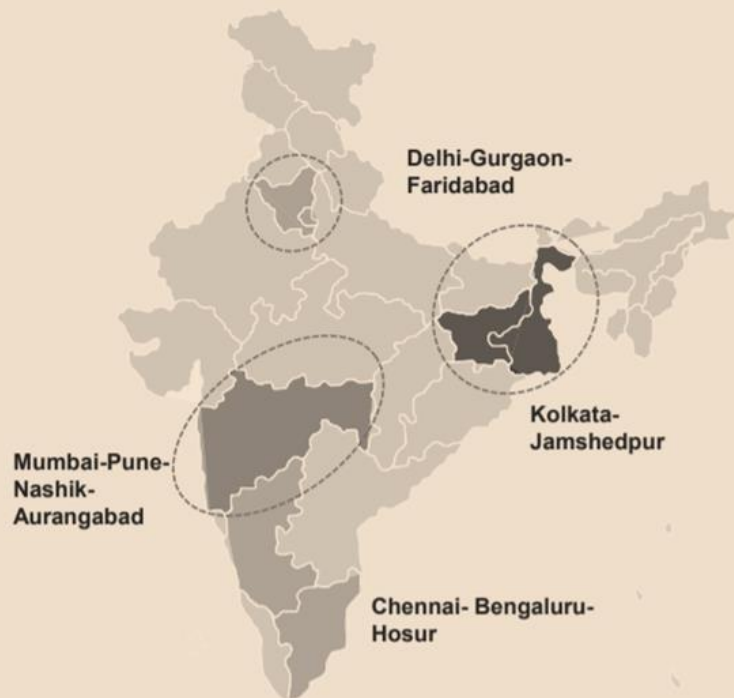 Delhi-Gurgaon-
Faridabad
Kolkata-
Jamshedpur
Mumbai-Pune-
Nashik-
Aurangabad
Chennai- Bengaluru-
Hosur